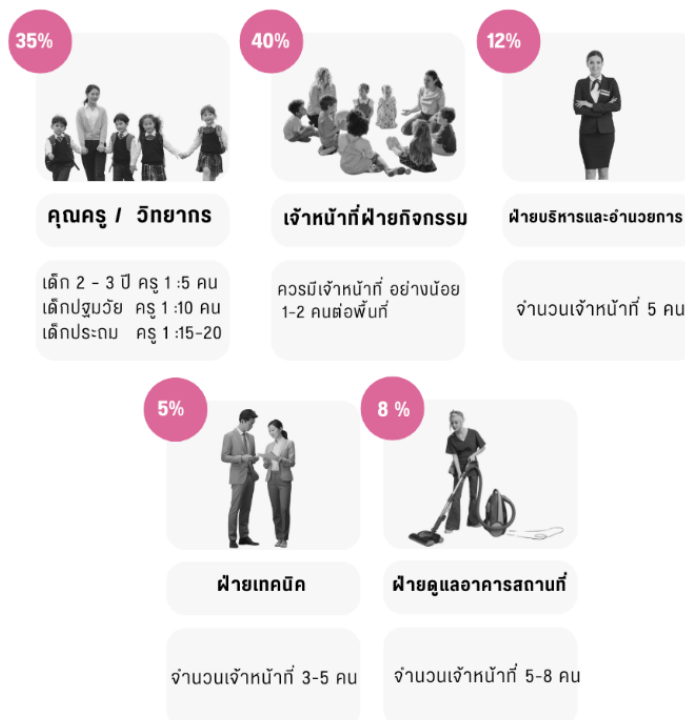 35%
40%
12%
คุณครู / วิทยากร
เจ้าหน้าที่ฝ่ายกิจกรรม
ฝ่ายบริหารและอำนวยการ
เด็ก 2 - 3 ปี ครู 1 :5 คน
เด็กปฐมวัย ครู 1 :10 คน
เด็กประถม ครู 1 :15-20
ควรมีเจ้าหน้าที่ อย่างน้อย
1-2 คนต่อพื้นที่
จำนวนเจ้าหน้าที่ 5 คน
5%
8 %
ฝ่ายเทคนิค
ฝ่ายดูแลอาคารสถานที่
จำนวนเจ้าหน้าที่ 3-5 คน
จำนวนเจ้าหน้าที่ 5-8 คน